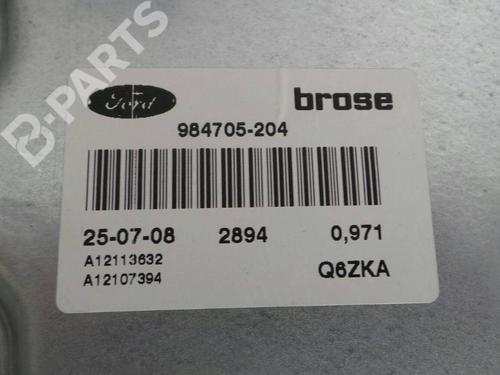 B-PARTS
Ford
brose
984705-204
25-07-08 2894 0,971
A12113632
A12107394
Q6ZKA